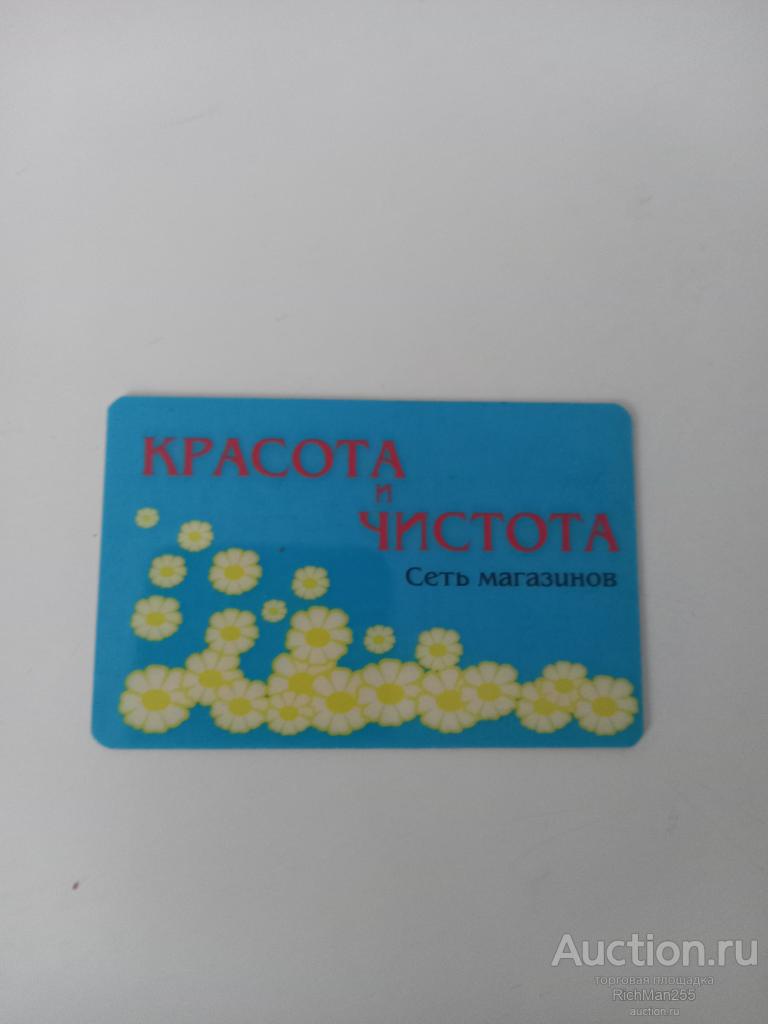 КРАСОТА
и
ЧИСТОТА
Сеть магазинов
Auction.ru
торговая площадка
RichMan255
auction.ru